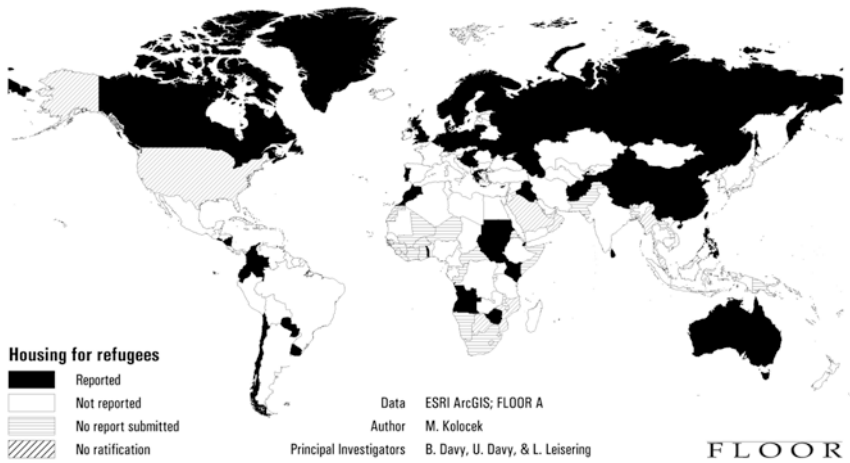 Housing for refugees
Reported
Not reported
No report submitted
No ratification
Data ESRI ArcGIS; FLOOR A
Author M. Kolocek
Principal Investigators B. Davy, U. Davy, & L. Leisering
FLOOR